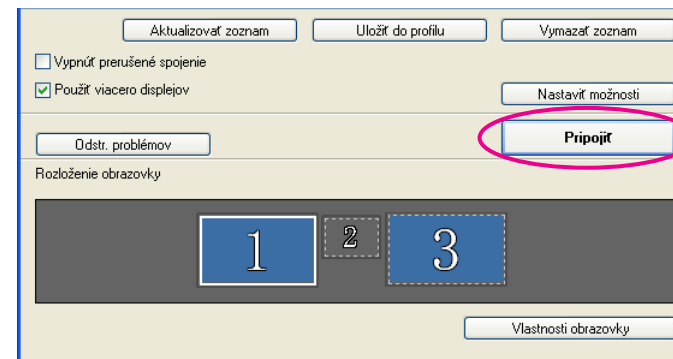 Aktualizovať zoznam Uložiť do profilu Vymazať zoznam
Vypnúť prerušené spojenie
Použiť viacero displejov
Nastaviť možnosti
Odstr. problémov Pripojiť
Rozloženie obrazovky
1 2 3
Vlastnosti obrazovky